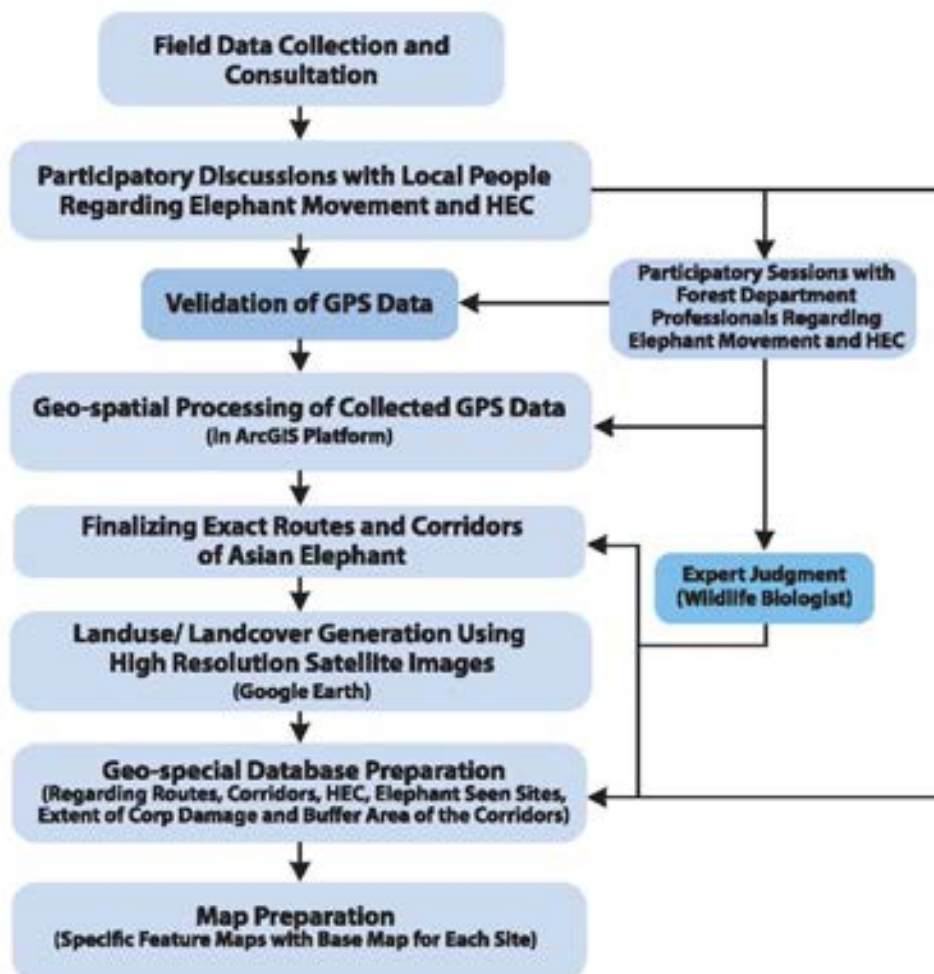 Field Data Collection and
Consultation
Participatory Discussions with Local People
Regarding Elephant Movement and HEC
Participatory Sessions with
Forest Department
Professionals Regarding
Elephant Movement and HEC
Velidation of GPS Data
Geo-spatial Processing of Collected GPS Data
(in ArcGIS Platform)
Finalizing Exact Routes and Corridors
of Asian Elephant
Expert Judgment
(Wildlife Biologist)
Landuse/ Landcover Generation Using
High Resolution Satellite Images
(Google Earth)
Geo-special Database Preparation
(Regarding Routes, Corridors, HEC, Elephant Seen Sites,
Extent of Corp Damage and Buffer Area of the Corridors)
Map Preparation
(Specific Feature Maps with Base Map for Each Site)